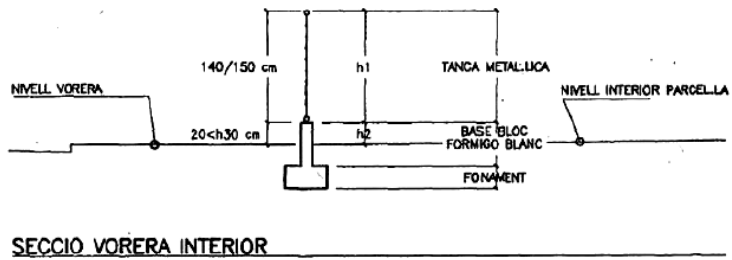 140/150 cm
h1
TANCA METAL.LICA
NIVELL VORERA
NIVELL INTERIOR PARCEL.LA
20<h30 cm
h2
BASE BLOC
FORMIGO BLANC
FONAMENT
SECCIO VORERA INTERIOR